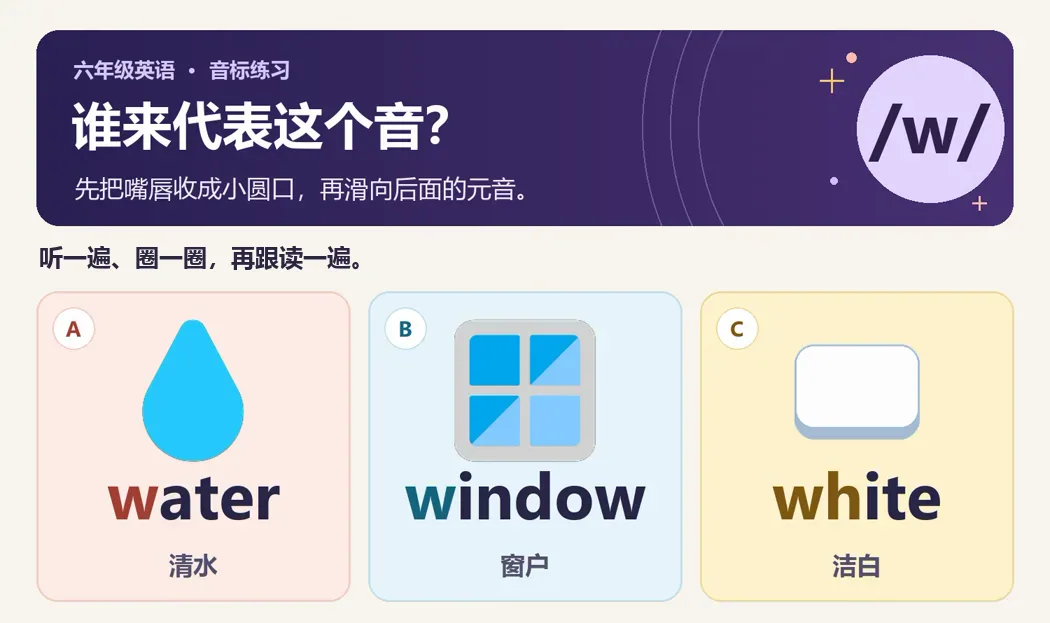 六年级英语 • 音标练习
谁来代表这个音？
先把嘴唇收成小圆口，再滑向后面的元音。
/w/
听一遍、圈一圈，再跟读一遍。
A
water
清水
B
window
窗户
C
white
洁白